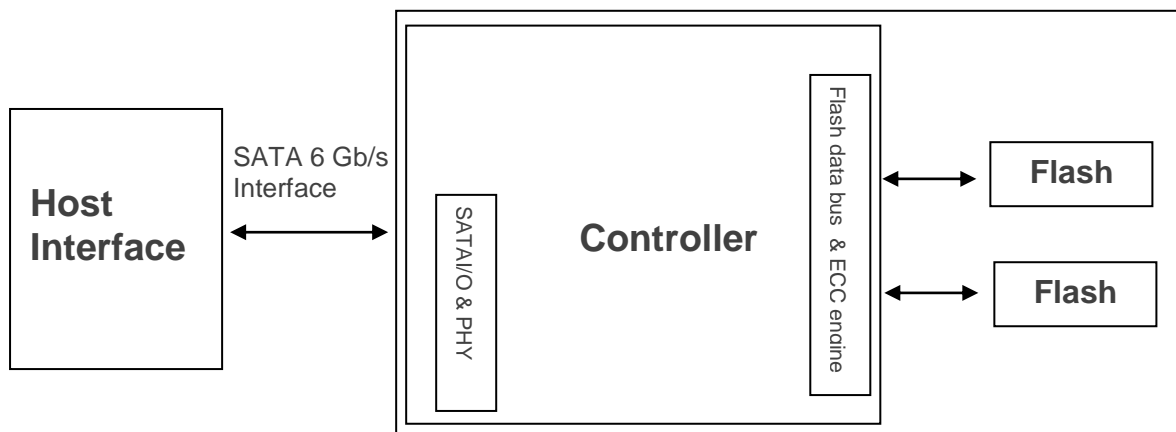 Host
Interface
SATA 6 Gb/s
Interface
SATAI/O & PHY
Controller
Flash data bus & ECC engine
Flash
Flash